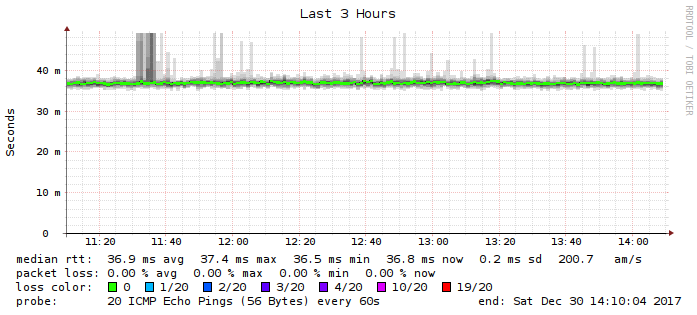 Last 3 Hours
RRDTOOL / TOBI OETIKER
Seconds
40 m
30 m
20 m
10 m
0
11:20 11:40 12:00 12:20 12:40 13:00 13:20 13:40 14:00
median rtt: 36.9 ms avg 37.4 ms max 36.5 ms min 36.8 ms now 0.2 ms sd 200.7 am/s
packet loss: 0.00 % avg 0.00 % max 0.00 % min 0.00 % now
loss color: 0 1/20 2/20 3/20 4/20 10/20 19/20
probe: 20 ICMP Echo Pings (56 Bytes) every 60s end: Sat Dec 30 14:10:04 2017